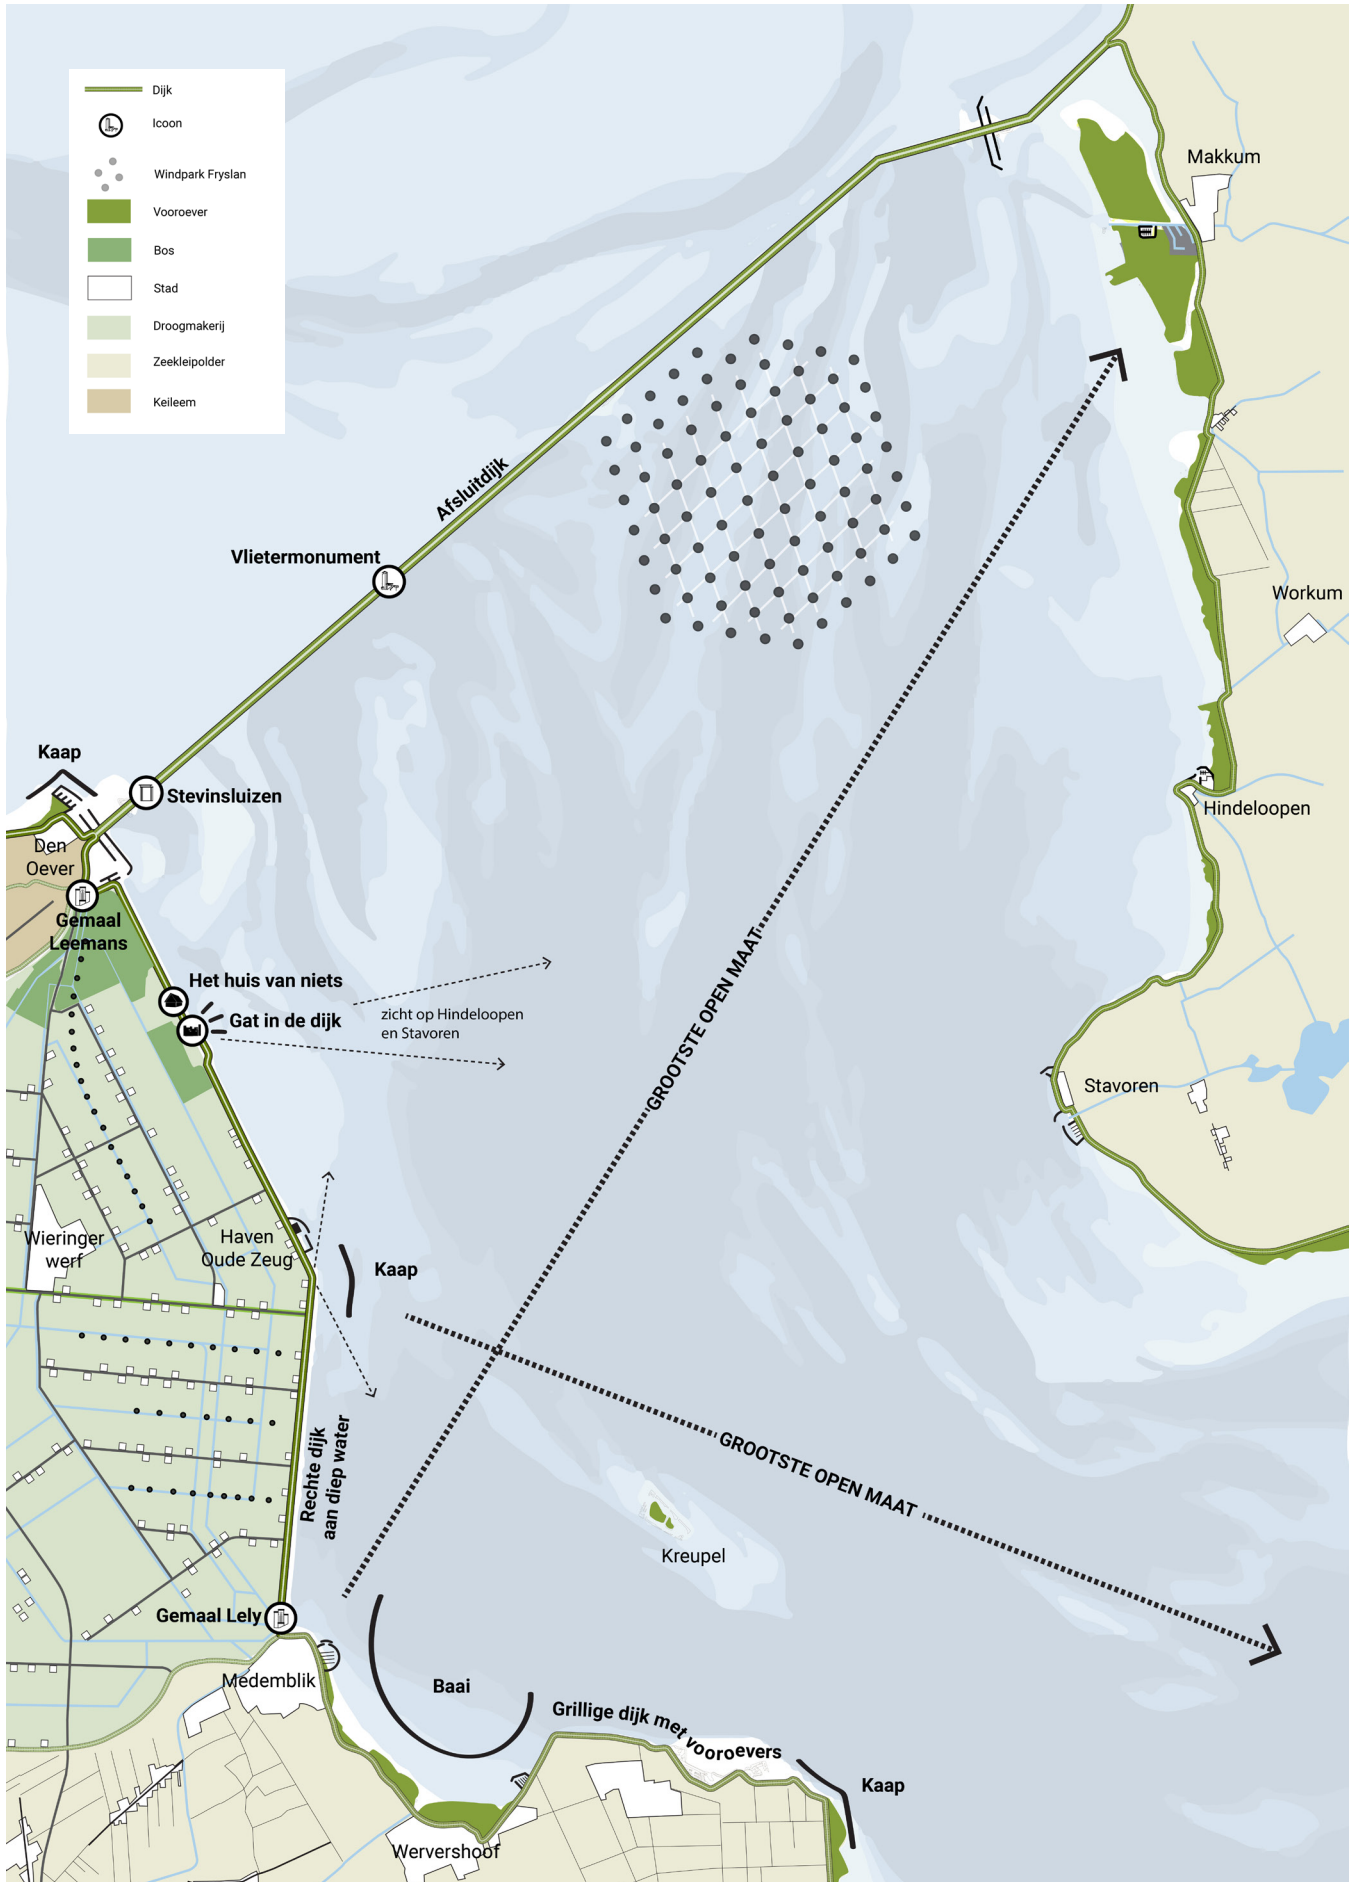 Dijk
Icoon
Windpark Fryslan
Vooroever
Bos
Stad
Droogmakerij
Zeekleipolder
Keileem
Makkum
Afsluitdijk
Vlietermonument
Workum
Kaap
Stevinsluizen
Hindeloopen
Den
Oever
Gemaal
Leemans
Het huis van niets
Gat in de dijk
zicht op Hindeloopen
en Stavoren
GROOTSTE OPEN MAAT
Stavoren
Wieringer
werf
Haven
Oude Zeug
Kaap
Rechte dijk
aan diep water
GROOTSTE OPEN MAAT
Kreupel
Gemaal Lely
Medemblik
Baai
Grillige dijk met vooroevers
Kaap
Wervershoof